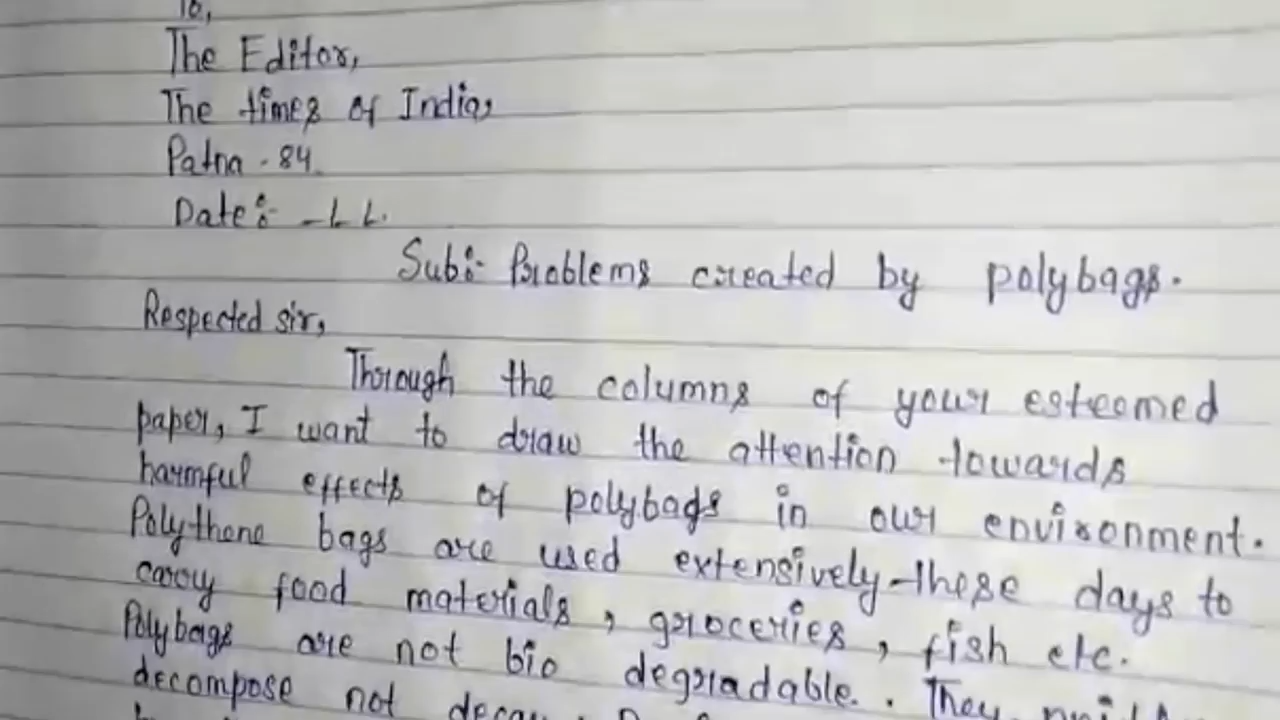 To,
The Editor,
The times of India,
Patna - 84.
Date:- _ L L.
Sub:- Problems created by polybags.
Respected sir,
Through the columns of your esteemed
paper, I want to draw the attention towards
harmful effects of polybags in our environment.
Polythene bags are used extensively these days to
carry food materials, groceries, fish etc.
Polybags are not bio degradable. . They
decompose not decay